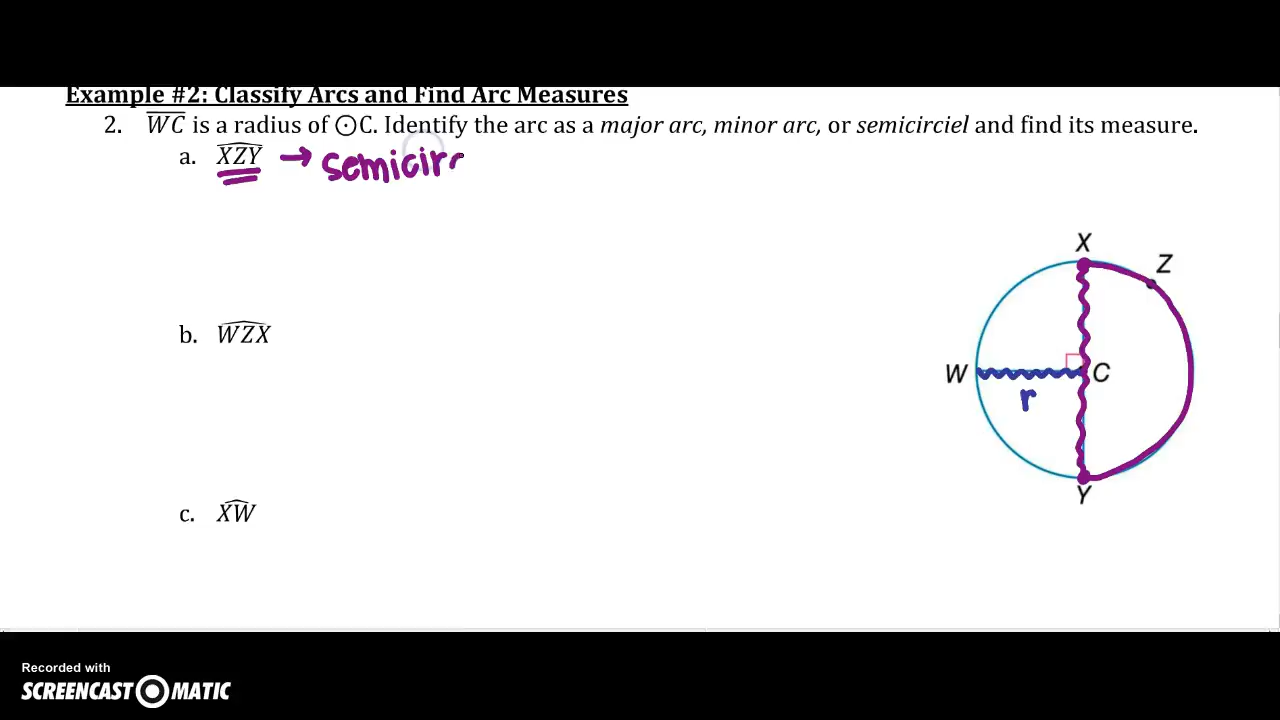 Example #2: Classify Arcs and Find Arc Measures
2. WC is a radius of ⊙C. Identify the arc as a major arc, minor arc, or semicirciel and find its measure.
a. XZY → semicirc
X
Z
b. WZX
W
C
r
Y
c. XW
Recorded with
SCREENCAST O MATIC